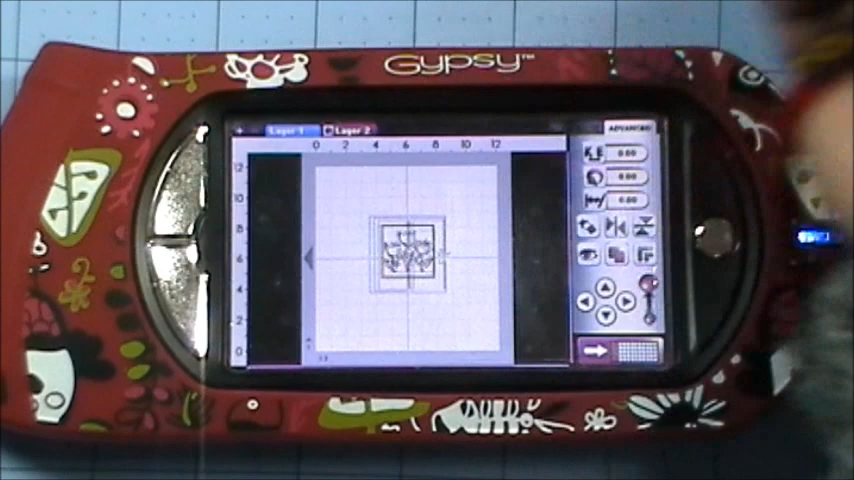 Gypsy™
+ Layer 1 Layer 2
ADVANCED
0 2 4 6 8 10 12
12
10
8
6
4
2
0
0.00
0.00
0.00